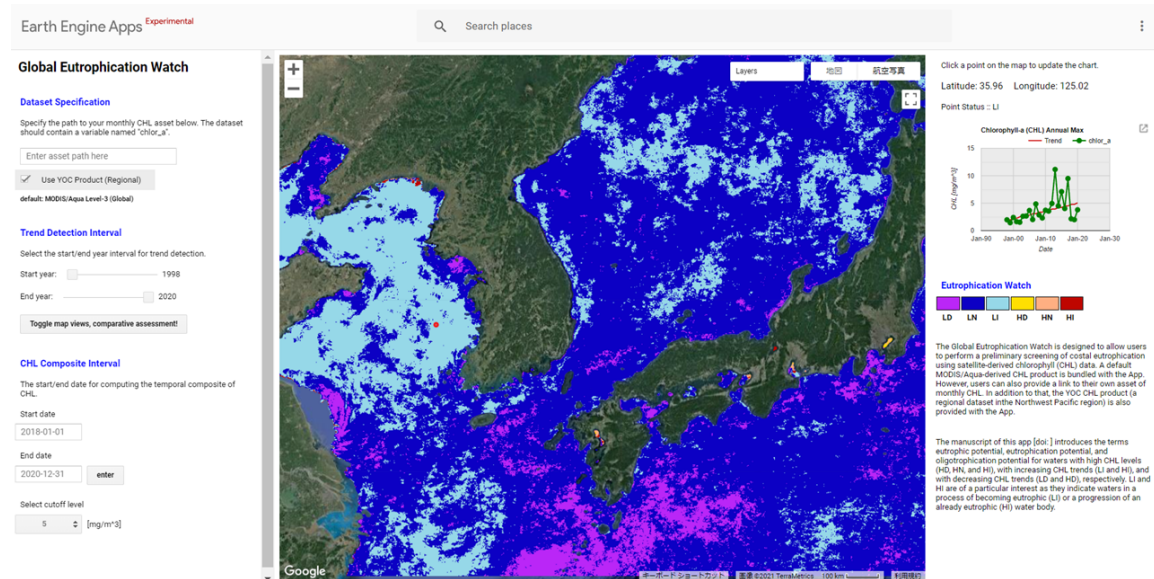 Earth Engine Apps Experimental
Search places
Global Eutrophication Watch
Dataset Specification
Specify the path to your monthly CHL asset below. The dataset
should contain a variable named "chlor_a".
Enter asset path here
Use YOC Product (Regional)
default: MODIS/Aqua Level-3 (Global)
Trend Detection Interval
Select the start/end year interval for trend detection.
Start year: 1998
End year: 2020
Toggle map views, comparative assessment!
CHL Composite Interval
The start/end date for computing the temporal composite of
CHL.
Start date
2018-01-01
End date
2020-12-31 enter
Select cutoff level
5 [mg/m^3]
+
−
Layers
地図 航空写真
Google
キーボード ショートカット 画像 ©2021 TerraMetrics 100 km 利用規約
Click a point on the map to update the chart.
Latitude: 35.96 Longitude: 125.02
Point Status :: LI
Chlorophyll-a (CHL) Annual Max
Trend chlor_a
CHL [mg/m^3]
15
10
5
0
Jan-90 Jan-00 Jan-10 Jan-20 Jan-30
Date
Eutrophication Watch
LD LN LI HD HN HI
The Global Eutrophication Watch is designed to allow users
to perform a preliminary screening of costal eutrophication
using satellite-derived chlorophyll (CHL) data. A default
MODIS/Aqua-derived CHL product is bundled with the App.
However, users can also provide a link to their own asset of
monthly CHL. In addition to that, the YOC CHL product (a
regional dataset inthe Northwest Pacific region) is also
provided with the App.
The manuscript of this app [doi: ] introduces the terms
eutrophic potential, eutrophication potential, and
oligotrophication potential for waters with high CHL levels
(HD, HN, and HI), with increasing CHL trends (LI and HI), and
with decreasing CHL trends (LD and HD), respectively. LI and
HI are of a particular interest as they indicate waters in a
process of becoming eutrophic (LI) or a progression of an
already eutrophic (HI) water body.